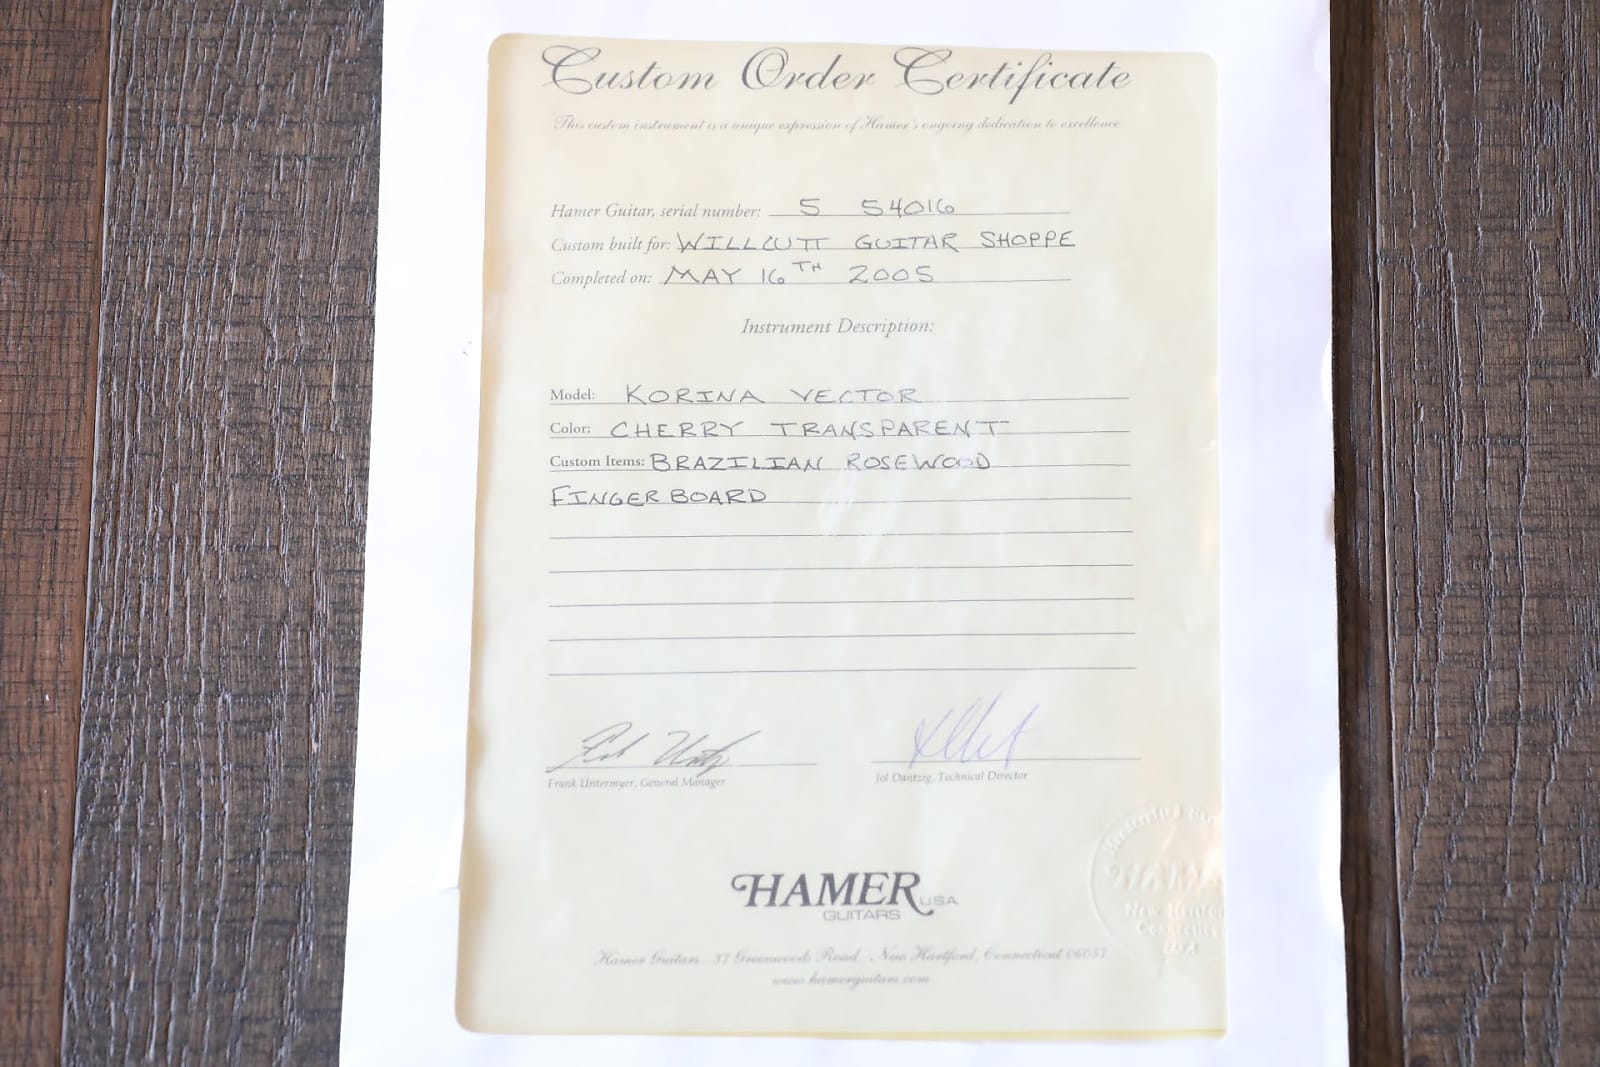 Custom Order Certificate
This custom instrument is a unique expression of Hamer's ongoing dedication to excellence.
Hamer Guitar, serial number: 5 54016
Custom built for: WILLCUTT GUITAR SHOPPE
Completed on: MAY 16TH 2005
Instrument Description:
Model: KORINA VECTOR
Color: CHERRY TRANSPARENT
Custom Items: BRAZILIAN ROSEWOOD
FINGERBOARD
Frank Untermyer, General Manager
Jol Dantzig, Technical Director
HAMER USA
GUITARS
Hamer Guitars 37 Greenwoods Road New Hartford, Connecticut 06057
www.hamerguitars.com
HAMER